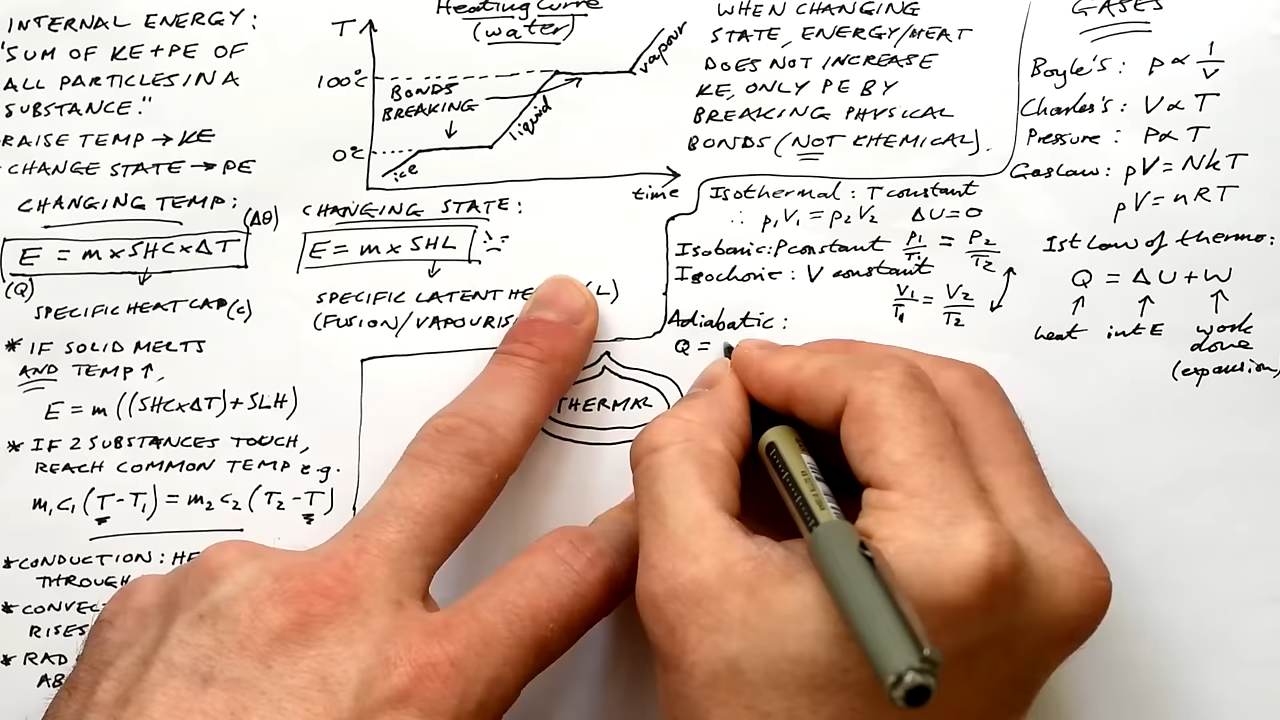 INTERNAL ENERGY:
"SUM OF KE+PE OF
ALL PARTICLES IN A
SUBSTANCE."
RAISE TEMP → KE
CHANGE STATE → PE
CHANGING TEMP:
(Δθ)
E = m x SHC x ΔT
(Q)
SPECIFIC HEAT CAP (c)
* IF SOLID MELTS
AND TEMP ↑,
E = m ((SHC x ΔT) + SLH)
* IF 2 SUBSTANCES TOUCH,
REACH COMMON TEMP e.g.
m₁c₁(T-T₁) = m₂c₂(T₂-T)
* CONDUCTION: HE
THROUGH
* CONVEC
RISES
* RAD
AB
Heating Curve
(water)
T
100°C
0°C
BONDS
BREAKING
ice
liquid
vapour
time
CHANGING STATE:
E = m x SHL
SPECIFIC LATENT HE (L)
(FUSION/VAPOURIS
THERMAL
WHEN CHANGING
STATE, ENERGY/HEAT
DOES NOT INCREASE
KE, ONLY PE BY
BREAKING PHYSICAL
BONDS (NOT KHEMICAL).
Isothermal: T constant
∴ p₁V₁ = p₂V₂ ΔU=0
Isobaric: P constant P₁/T₁ = P₂/T₂
Isochoric: V constant
V₁/T₁ = V₂/T₂
Adiabatic:
Q =
GASES
Boyle's: p ∝ 1/V
Charles's: V ∝ T
Pressure: P ∝ T
Gas law: pV = NkT
pV = nRT
1st Law of thermo:
Q = ΔU + W
heat int E work
done
(expansion)